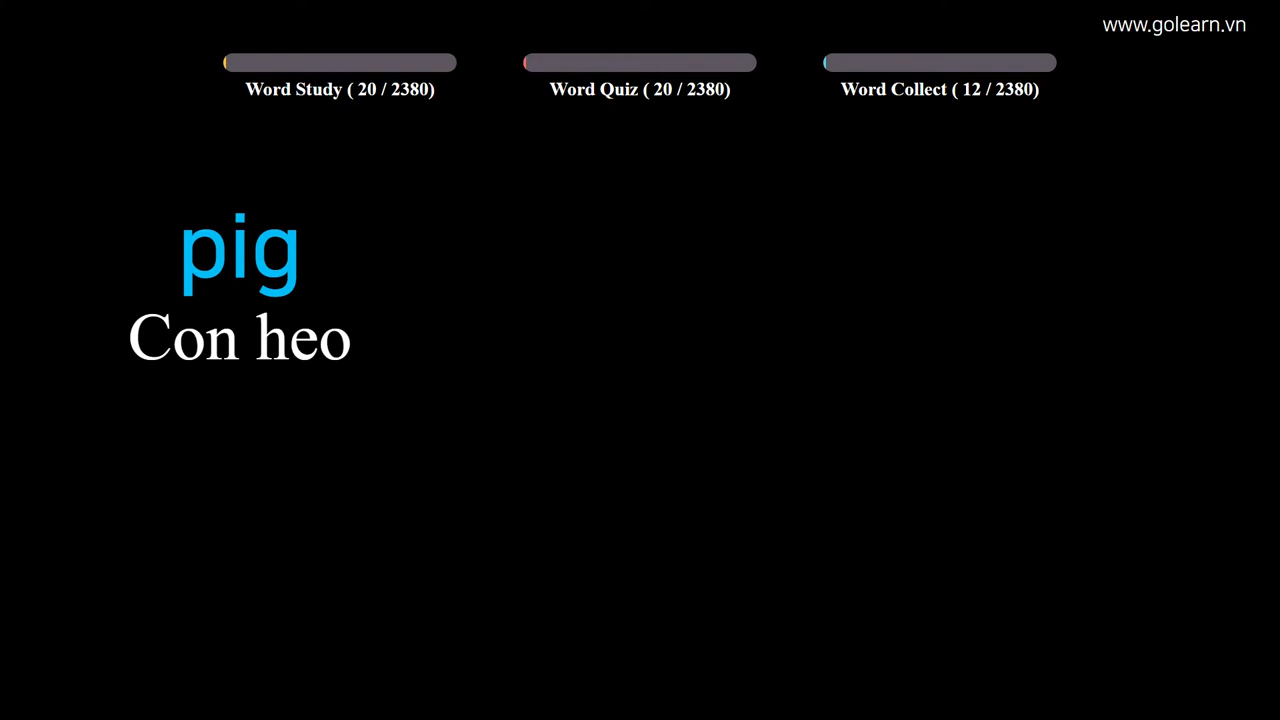 www.golearn.vn
Word Study ( 20 / 2380)
Word Quiz ( 20 / 2380)
Word Collect ( 12 / 2380)
pig
Con heo